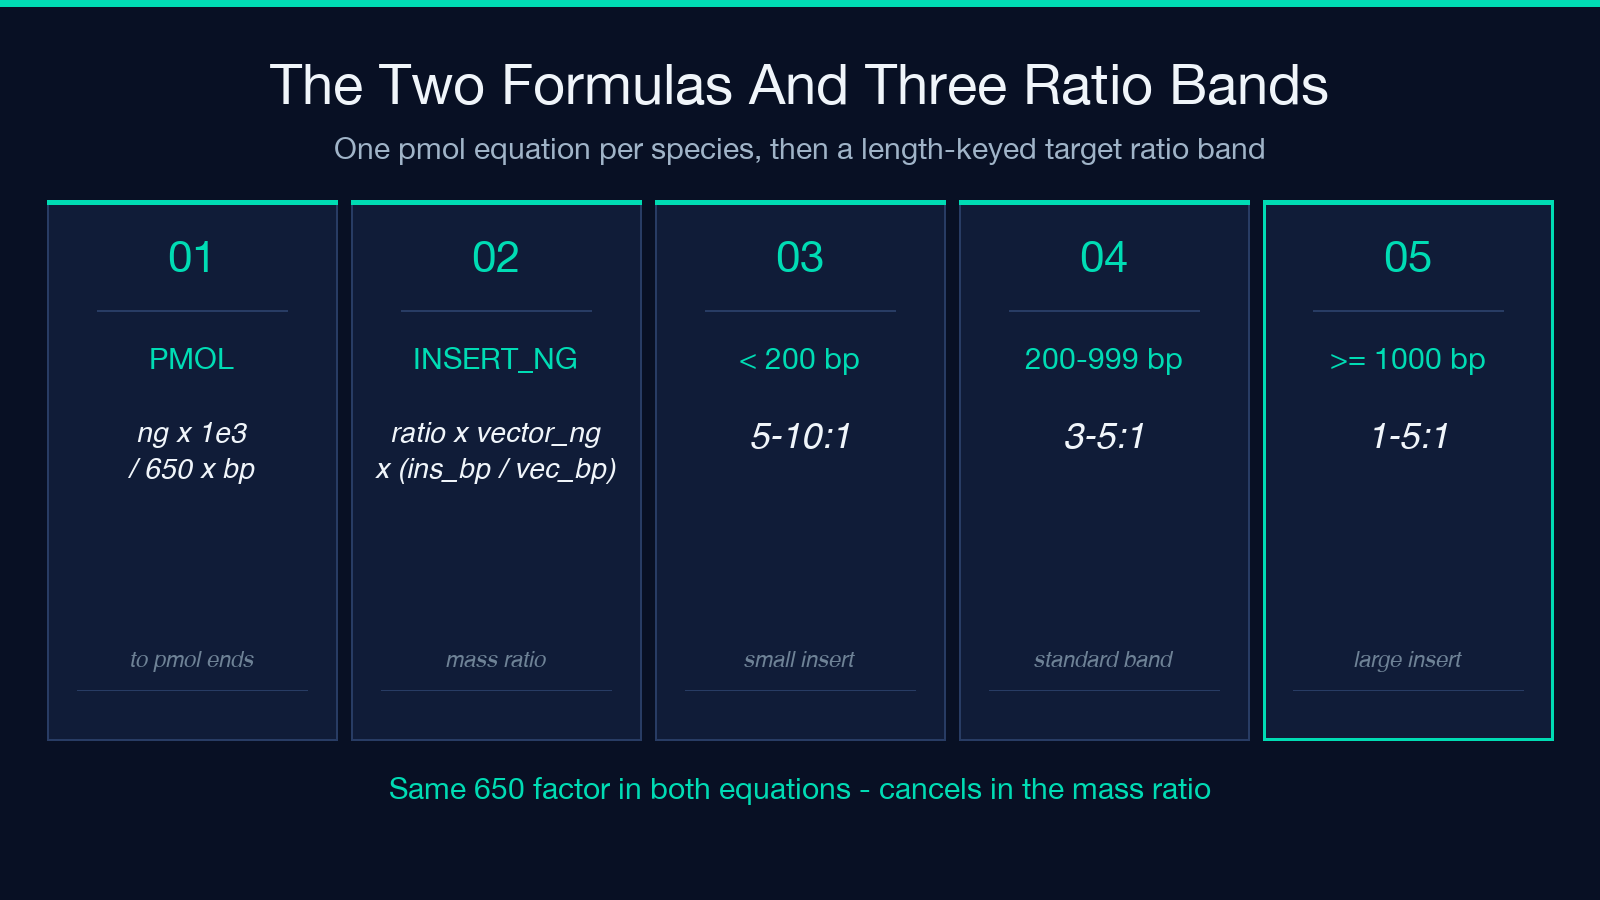 The Two Formulas And Three Ratio Bands
One pmol equation per species, then a length-keyed target ratio band
01
PMOL
ng x 1e3
/ 650 x bp
to pmol ends
02
INSERT_NG
ratio x vector_ng
x (ins_bp / vec_bp)
mass ratio
03
< 200 bp
5-10:1
small insert
04
200-999 bp
3-5:1
standard band
05
>= 1000 bp
1-5:1
large insert
Same 650 factor in both equations - cancels in the mass ratio